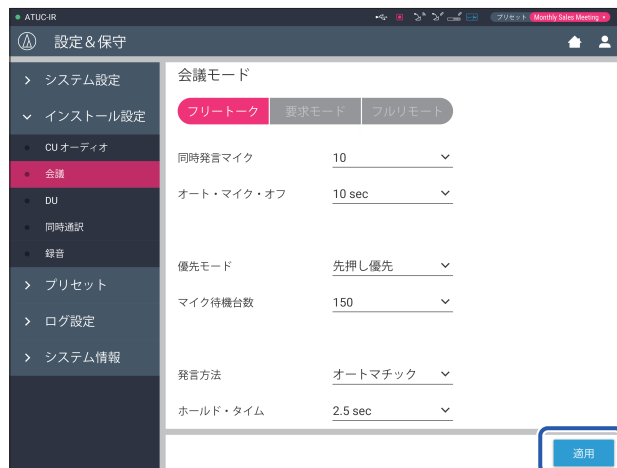 ATUC-IR
プリセット Monthly Sales Meeting
設定&保守
システム設定
インストール設定
CU オーディオ
会議
DU
同時通訳
録音
プリセット
ログ設定
システム情報
会議モード
フリートーク 要求モード フルリモート
同時発言マイク 10
オート・マイク・オフ 10 sec
優先モード 先押し優先
マイク待機台数 150
発言方法 オートマチック
ホールド・タイム 2.5 sec
適用